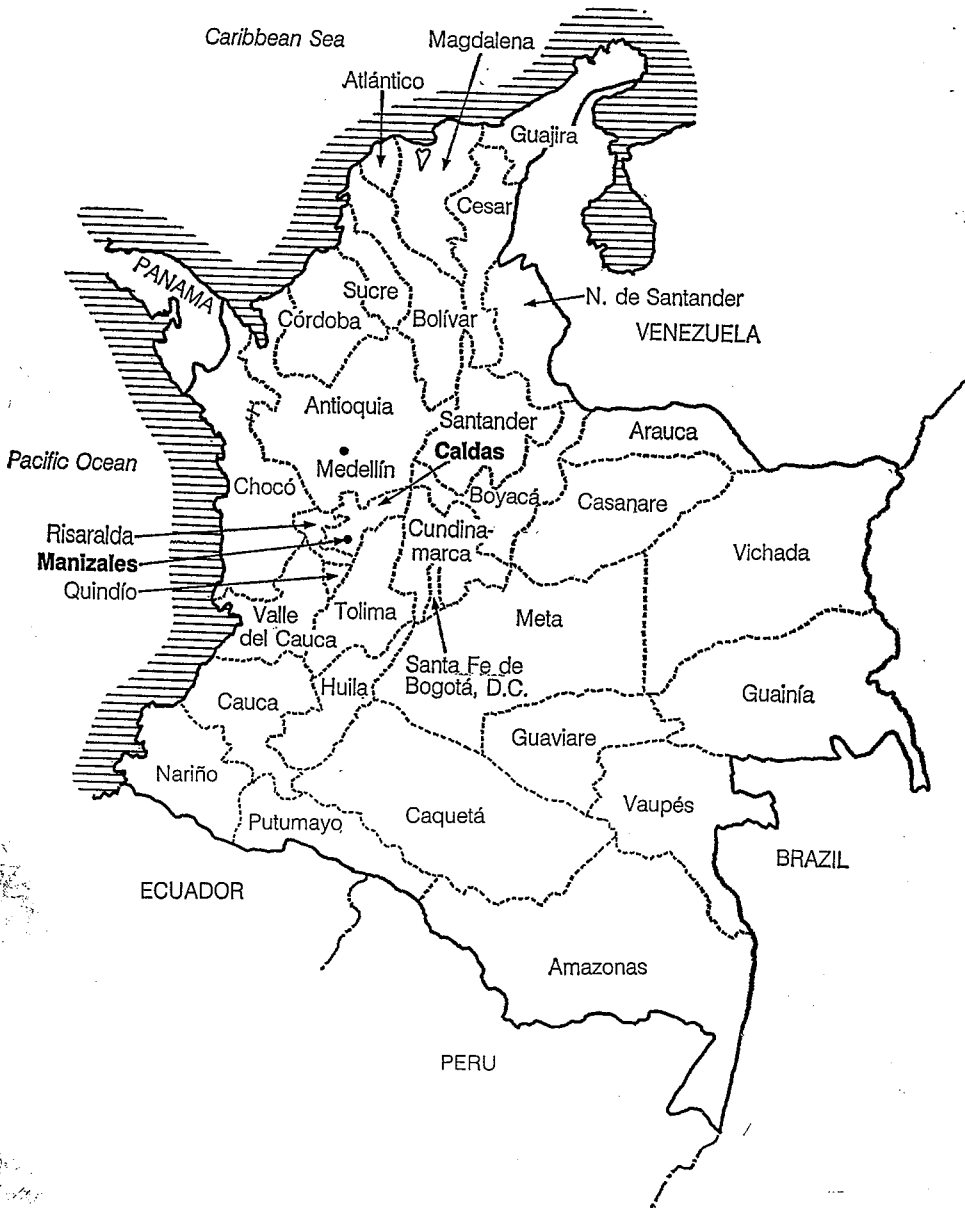 Caribbean Sea
Magdalena
Atlántico
Guajira
Cesar
PANAMA
Sucre
N. de Santander
Córdoba
Bolívar
VENEZUELA
Antioquia
Santander
Arauca
Pacific Ocean
Medellín
Caldas
Chocó
Boyacá
Casanare
Risaralda
Cundina-
marca
Manizales
Vichada
Quindío
Valle
del Cauca
Tolima
Meta
Santa Fe de
Bogotá, D.C.
Huila
Cauca
Guainía
Guaviare
Nariño
Putumayo
Caquetá
Vaupés
BRAZIL
ECUADOR
Amazonas
PERU